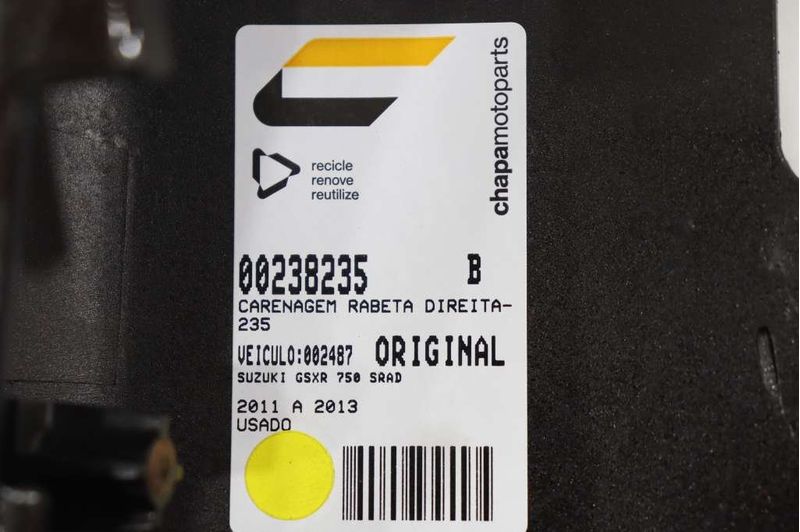 chapamotoparts
recicle
renove
reutilize
00238235 B
CARENAGEM RABETA DIREITA-
235
VEICULO:002487 ORIGINAL
SUZUKI GSXR 750 SRAD
2011 A 2013
USADO